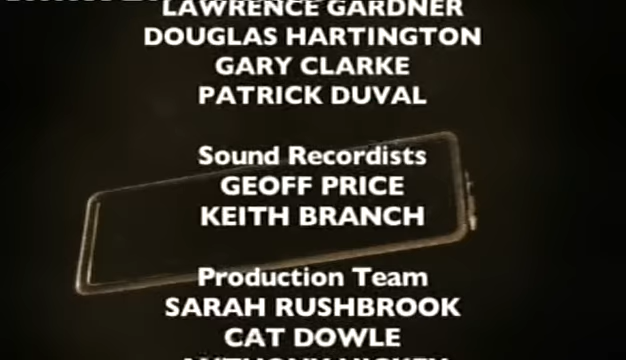 LAWRENCE GARDNER
DOUGLAS HARTINGTON
GARY CLARKE
PATRICK DUVAL
Sound Recordists
GEOFF PRICE
KEITH BRANCH
Production Team
SARAH RUSHBROOK
CAT DOWLE